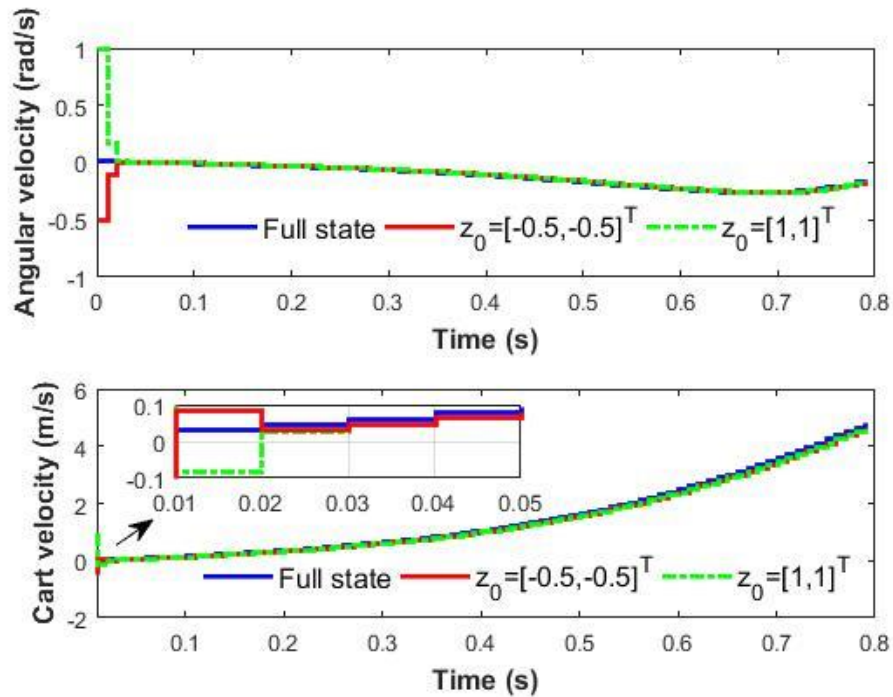 Angular velocity (rad/s)
1
0.5
0
-0.5
-1
Full state z₀=[-0.5,-0.5]ᵀ z₀=[1,1]ᵀ
0 0.1 0.2 0.3 0.4 0.5 0.6 0.7 0.8
Time (s)
Cart velocity (m/s)
6
4
2
0
-2
0.1
0
-0.1
0.01 0.02 0.03 0.04 0.05
Full state z₀=[-0.5,-0.5]ᵀ z₀=[1,1]ᵀ
0.1 0.2 0.3 0.4 0.5 0.6 0.7 0.8
Time (s)